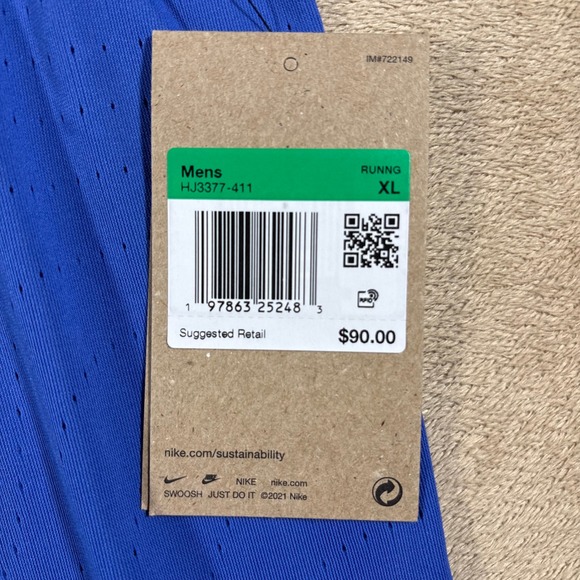 IM#722149
Mens RUNNG
HJ3377-411 XL
1 97863 25248 3
RFID
Suggested Retail $90.00
nike.com/sustainability
NIKE nike.com
SWOOSH JUST DO IT ©2021 Nike